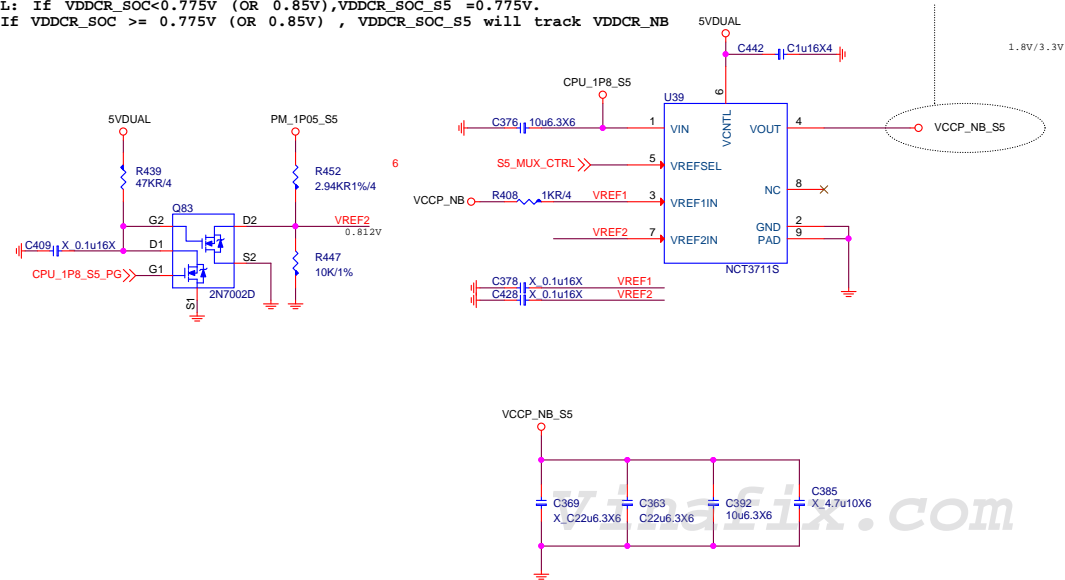 L: If VDDCR_SOC<0.775V (OR 0.85V),VDDCR_SOC_S5 =0.775V.
If VDDCR_SOC >= 0.775V (OR 0.85V) , VDDCR_SOC_S5 will track VDDCR_NB
5VDUAL
C442 C1u16X4
1.8V/3.3V
CPU_1P8_S5
U39
6
C376 10u6.3X6
1 VIN
VCNTL
VOUT 4
VCCP_NB_S5
5VDUAL
PM_1P05_S5
R439
47KR/4
R452
2.94KR1%/4
6
S5_MUX_CTRL
5 VREFSEL
NC 8
VCCP_NB
R408 1KR/4 VREF1
3 VREF1IN
Q83
G2 D2
VREF2
0.812V
VREF2
7 VREF2IN
GND 2
PAD 9
NCT3711S
C409 X_0.1u16X
D1
S2
R447
10K/1%
CPU_1P8_S5_PG
G1
2N7002D
S1
C378 X_0.1u16X VREF1
C428 X_0.1u16X VREF2
VCCP_NB_S5
C369
X_C22u6.3X6
C363
C22u6.3X6
C392
10u6.3X6
C385
X_4.7u10X6
Vinafix.com